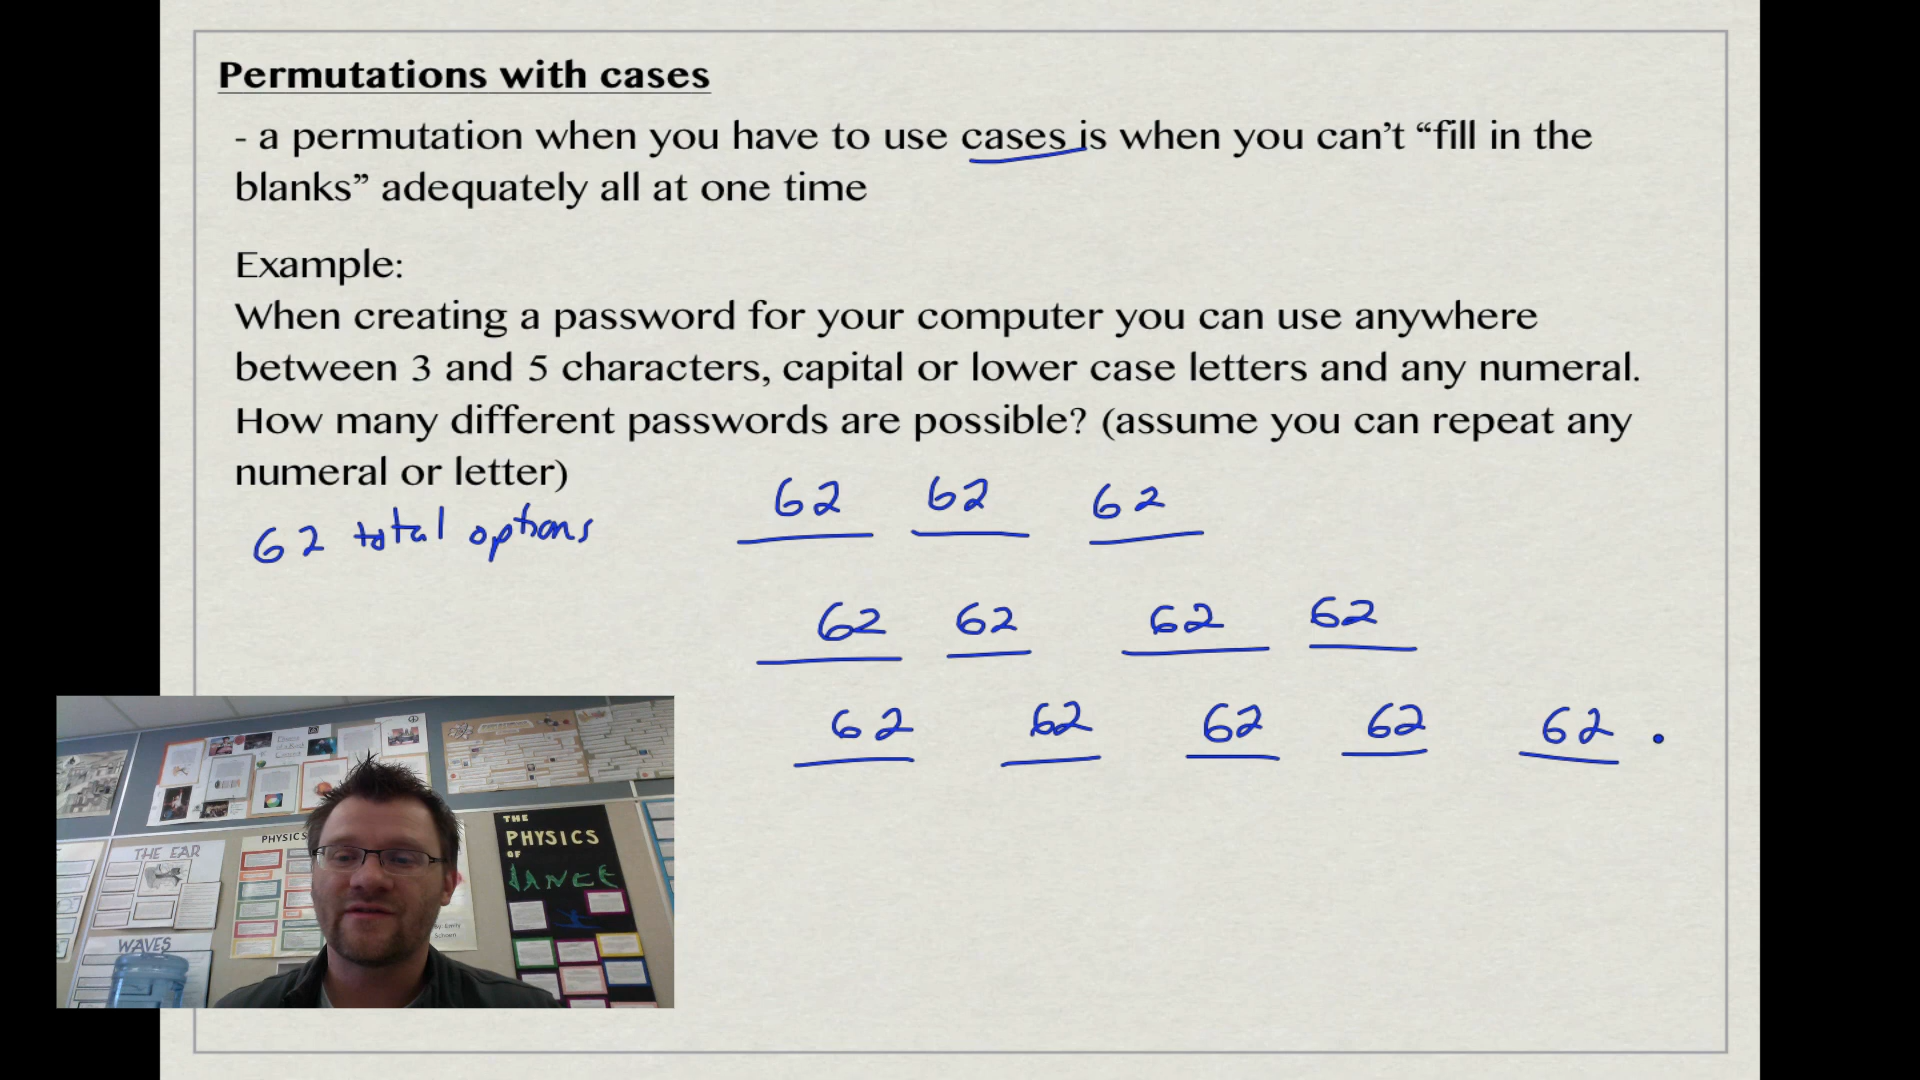 Permutations with cases
- a permutation when you have to use cases is when you can't “fill in the
blanks” adequately all at one time
Example:
When creating a password for your computer you can use anywhere
between 3 and 5 characters, capital or lower case letters and any numeral.
How many different passwords are possible? (assume you can repeat any
numeral or letter)
62 total options
62 62 62
62 62 62 62
62 62 62 62 62 .
THE EAR
WAVES
PHYSICS
By: Emily
Schoen
THE
PHYSICS
OF
DANCE